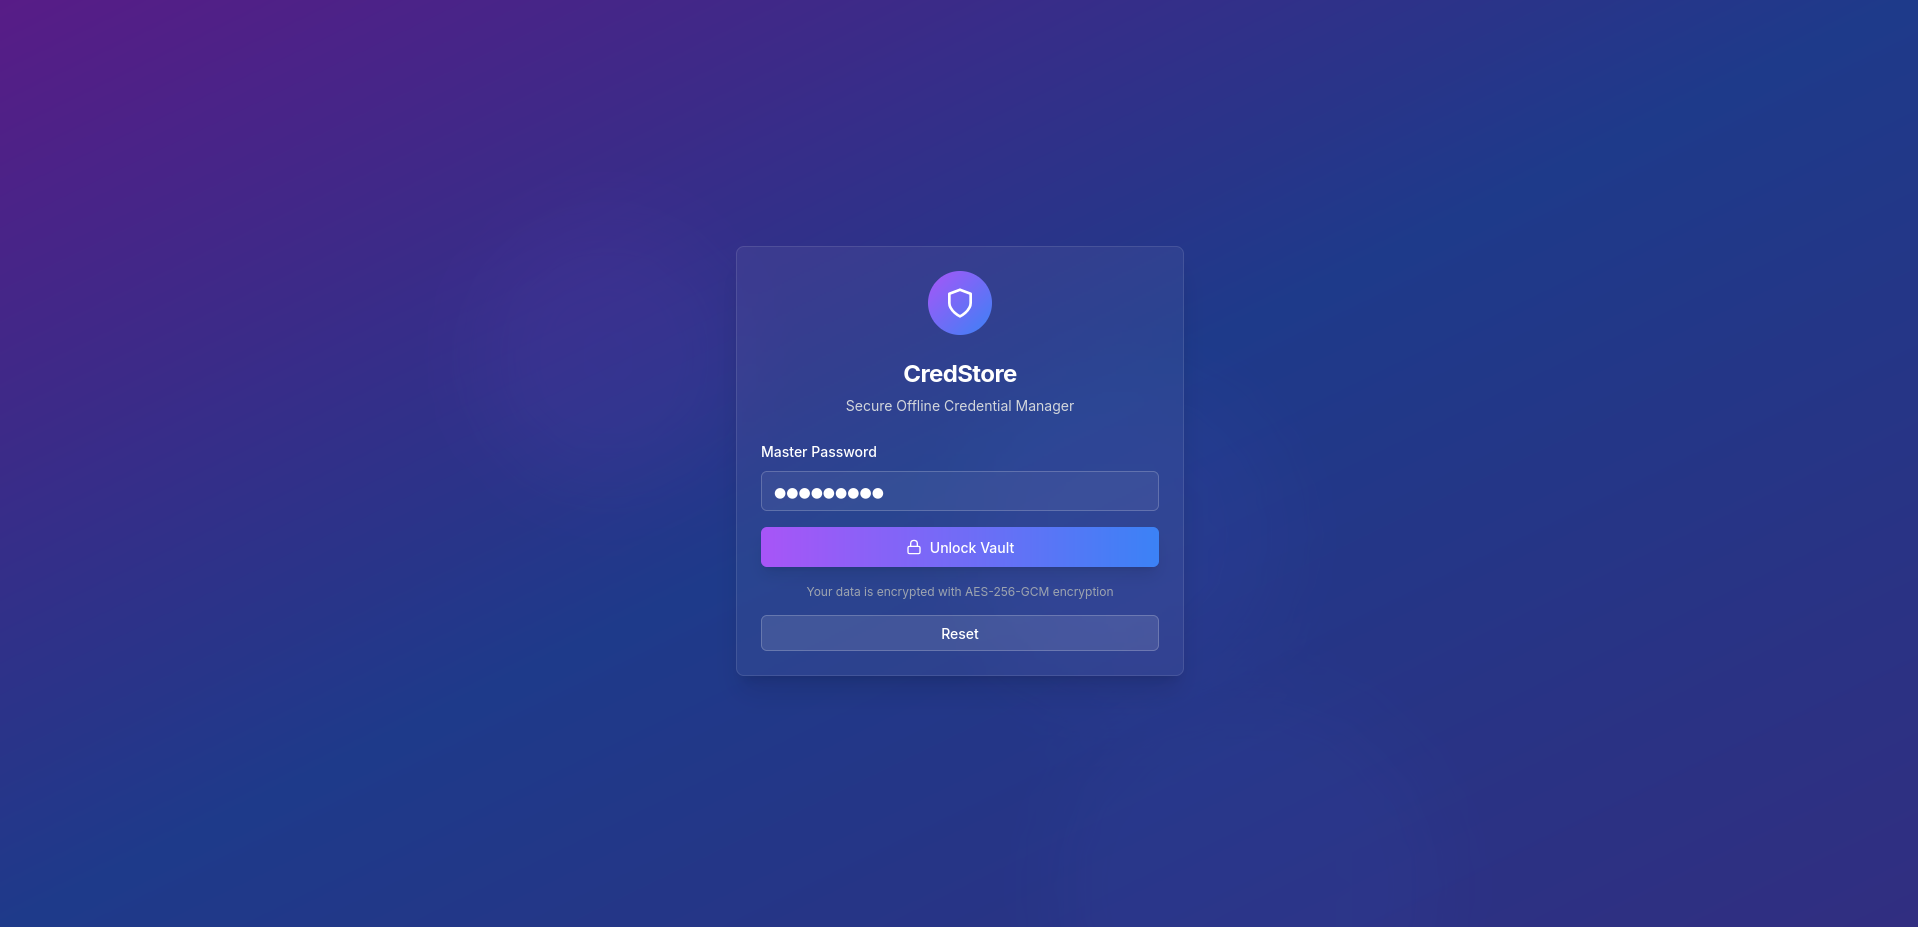 CredStore
Secure Offline Credential Manager
Master Password
●●●●●●●●●
Unlock Vault
Your data is encrypted with AES-256-GCM encryption
Reset